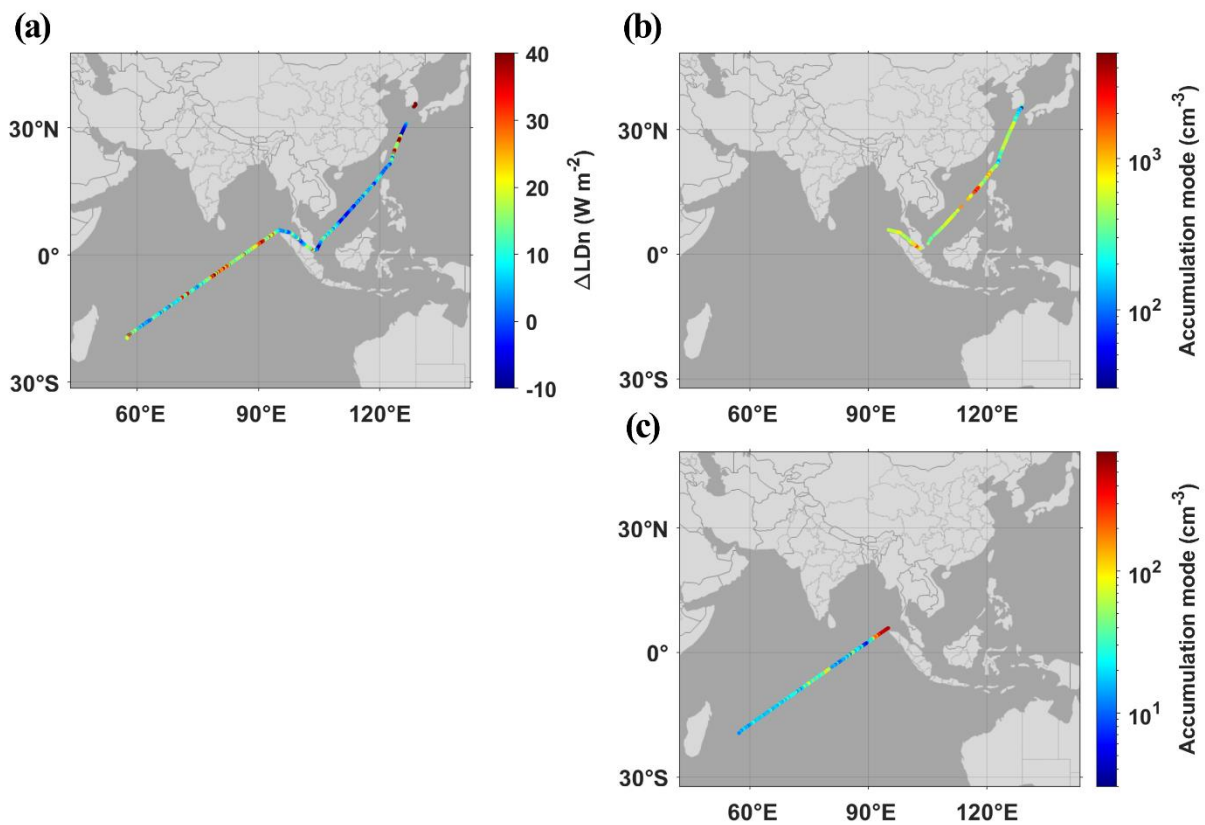 (a)
40
30
20
10
0
-10
ΔLDn (W m⁻²)
30°N
0°
30°S
60°E 90°E 120°E
(b)
10³
10²
Accumulation mode (cm⁻³)
30°N
0°
30°S
60°E 90°E 120°E
(c)
10²
10¹
Accumulation mode (cm⁻³)
30°N
0°
30°S
60°E 90°E 120°E